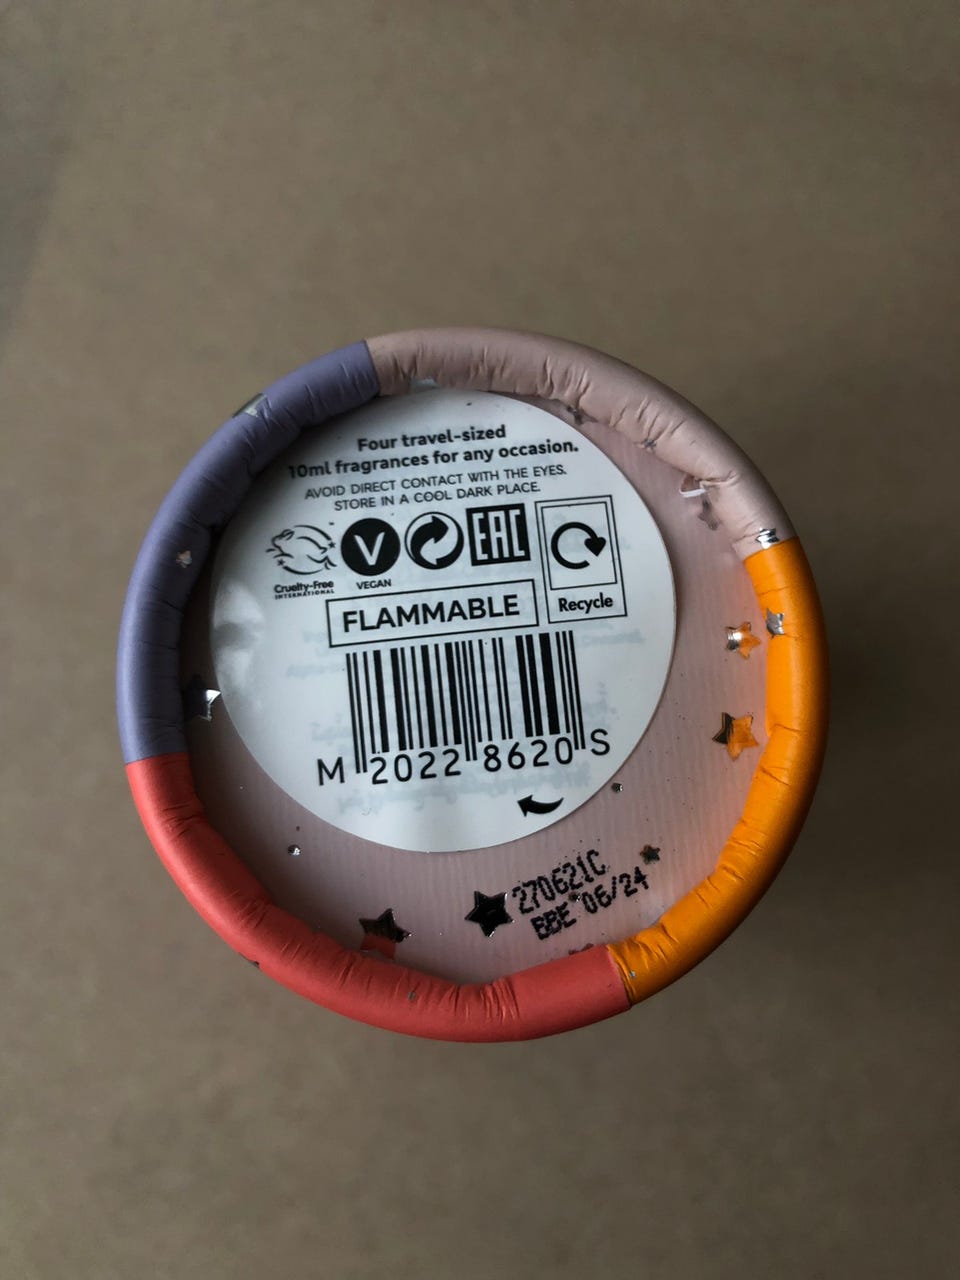 Four travel-sized
10ml fragrances for any occasion.
AVOID DIRECT CONTACT WITH THE EYES.
STORE IN A COOL DARK PLACE.
Cruelty-Free
INTERNATIONAL
V
VEGAN
EAC
Recycle
FLAMMABLE
M 2022 8620 S
270621C
BBE 06/24